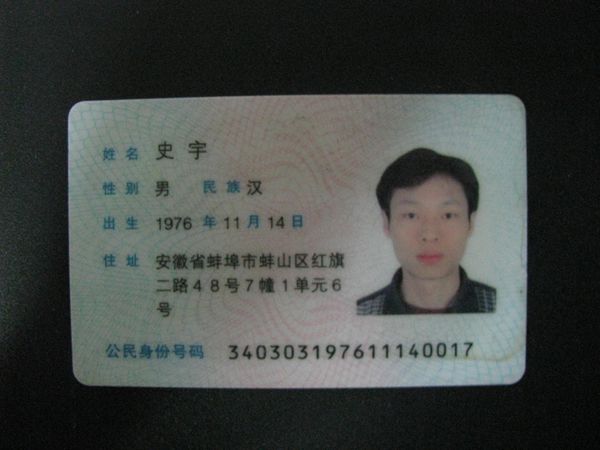 姓名 史宇
性别 男 民族 汉
出生 1976 年 11 月 14 日
住址 安徽省蚌埠市蚌山区红旗
二路48号7幢1单元6
号
公民身份号码 340303197611140017